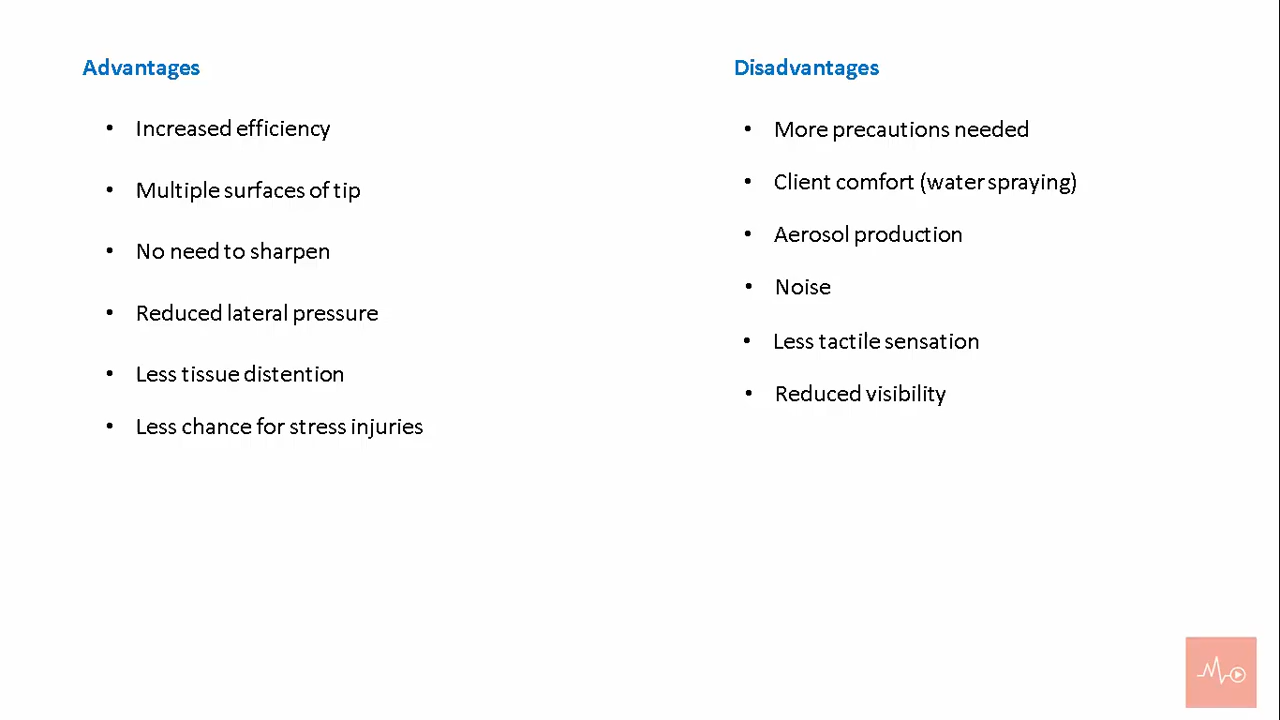 Advantages
• Increased efficiency
• Multiple surfaces of tip
• No need to sharpen
• Reduced lateral pressure
• Less tissue distention
• Less chance for stress injuries
Disadvantages
• More precautions needed
• Client comfort (water spraying)
• Aerosol production
• Noise
• Less tactile sensation
• Reduced visibility